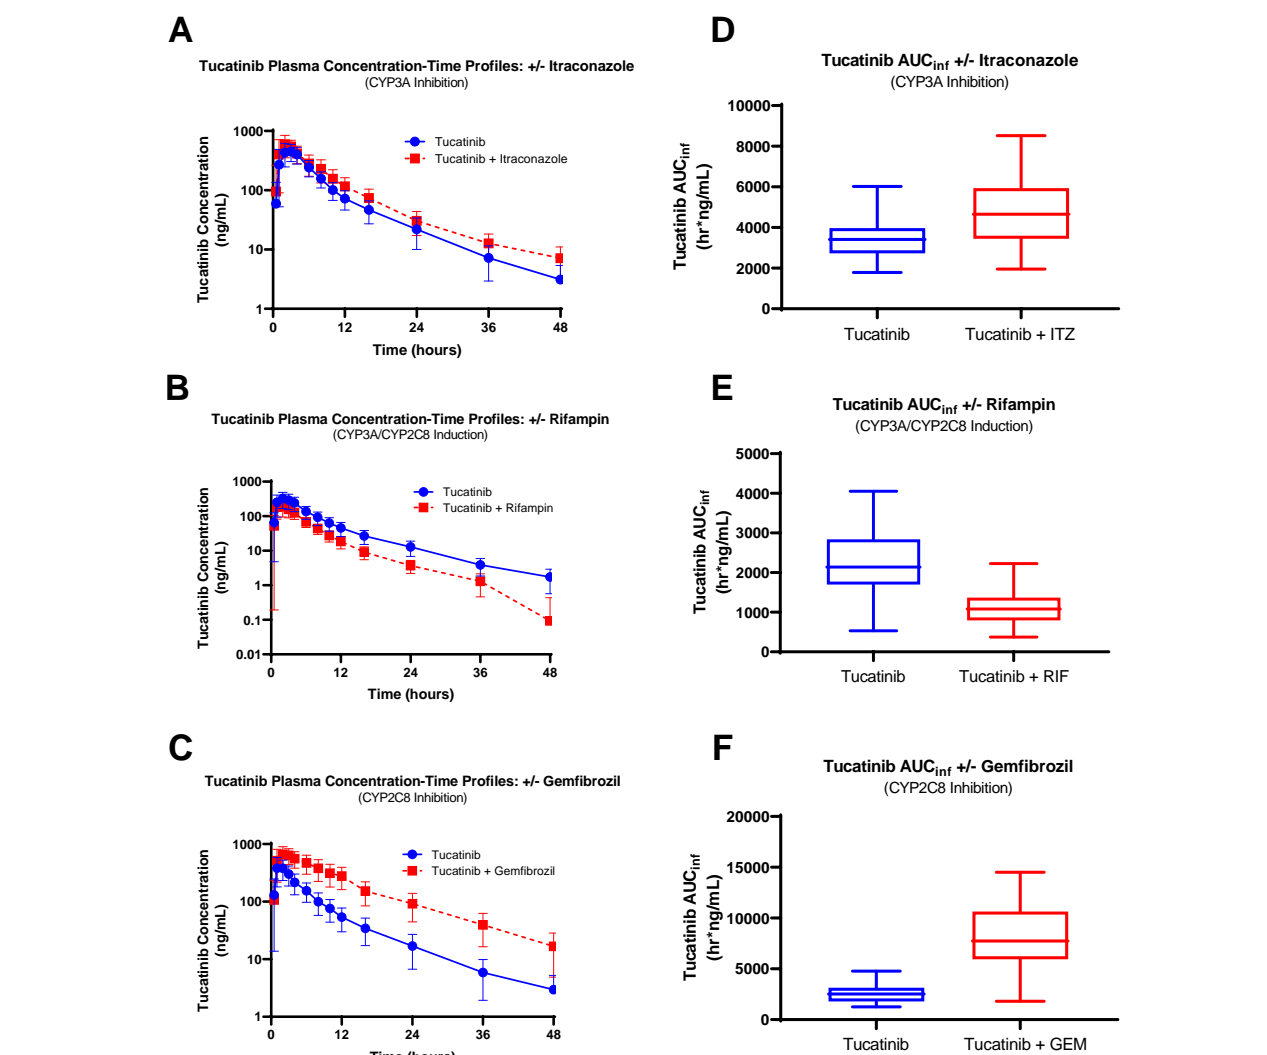 A
Tucatinib Plasma Concentration-Time Profiles: +/- Itraconazole
(CYP3A Inhibition)
Tucatinib Concentration
(ng/mL)
1000
100
10
1
Tucatinib
Tucatinib + Itraconazole
0 12 24 36 48
Time (hours)
D
Tucatinib AUCinf +/- Itraconazole
(CYP3A Inhibition)
Tucatinib AUCinf
(hr*ng/mL)
10000
8000
6000
4000
2000
0
Tucatinib Tucatinib + ITZ
B
Tucatinib Plasma Concentration-Time Profiles: +/- Rifampin
(CYP3A/CYP2C8 Induction)
Tucatinib Concentration
(ng/mL)
1000
100
10
1
0.1
0.01
Tucatinib
Tucatinib + Rifampin
0 12 24 36 48
Time (hours)
E
Tucatinib AUCinf +/- Rifampin
(CYP3A/CYP2C8 Induction)
Tucatinib AUCinf
(hr*ng/mL)
5000
4000
3000
2000
1000
0
Tucatinib Tucatinib + RIF
C
Tucatinib Plasma Concentration-Time Profiles: +/- Gemfibrozil
(CYP2C8 Inhibition)
Tucatinib Concentration
(ng/mL)
1000
100
10
1
Tucatinib
Tucatinib + Gemfibrozil
0 12 24 36 48
Time (hours)
F
Tucatinib AUCinf +/- Gemfibrozil
(CYP2C8 Inhibition)
Tucatinib AUCinf
(hr*ng/mL)
20000
15000
10000
5000
0
Tucatinib Tucatinib + GEM